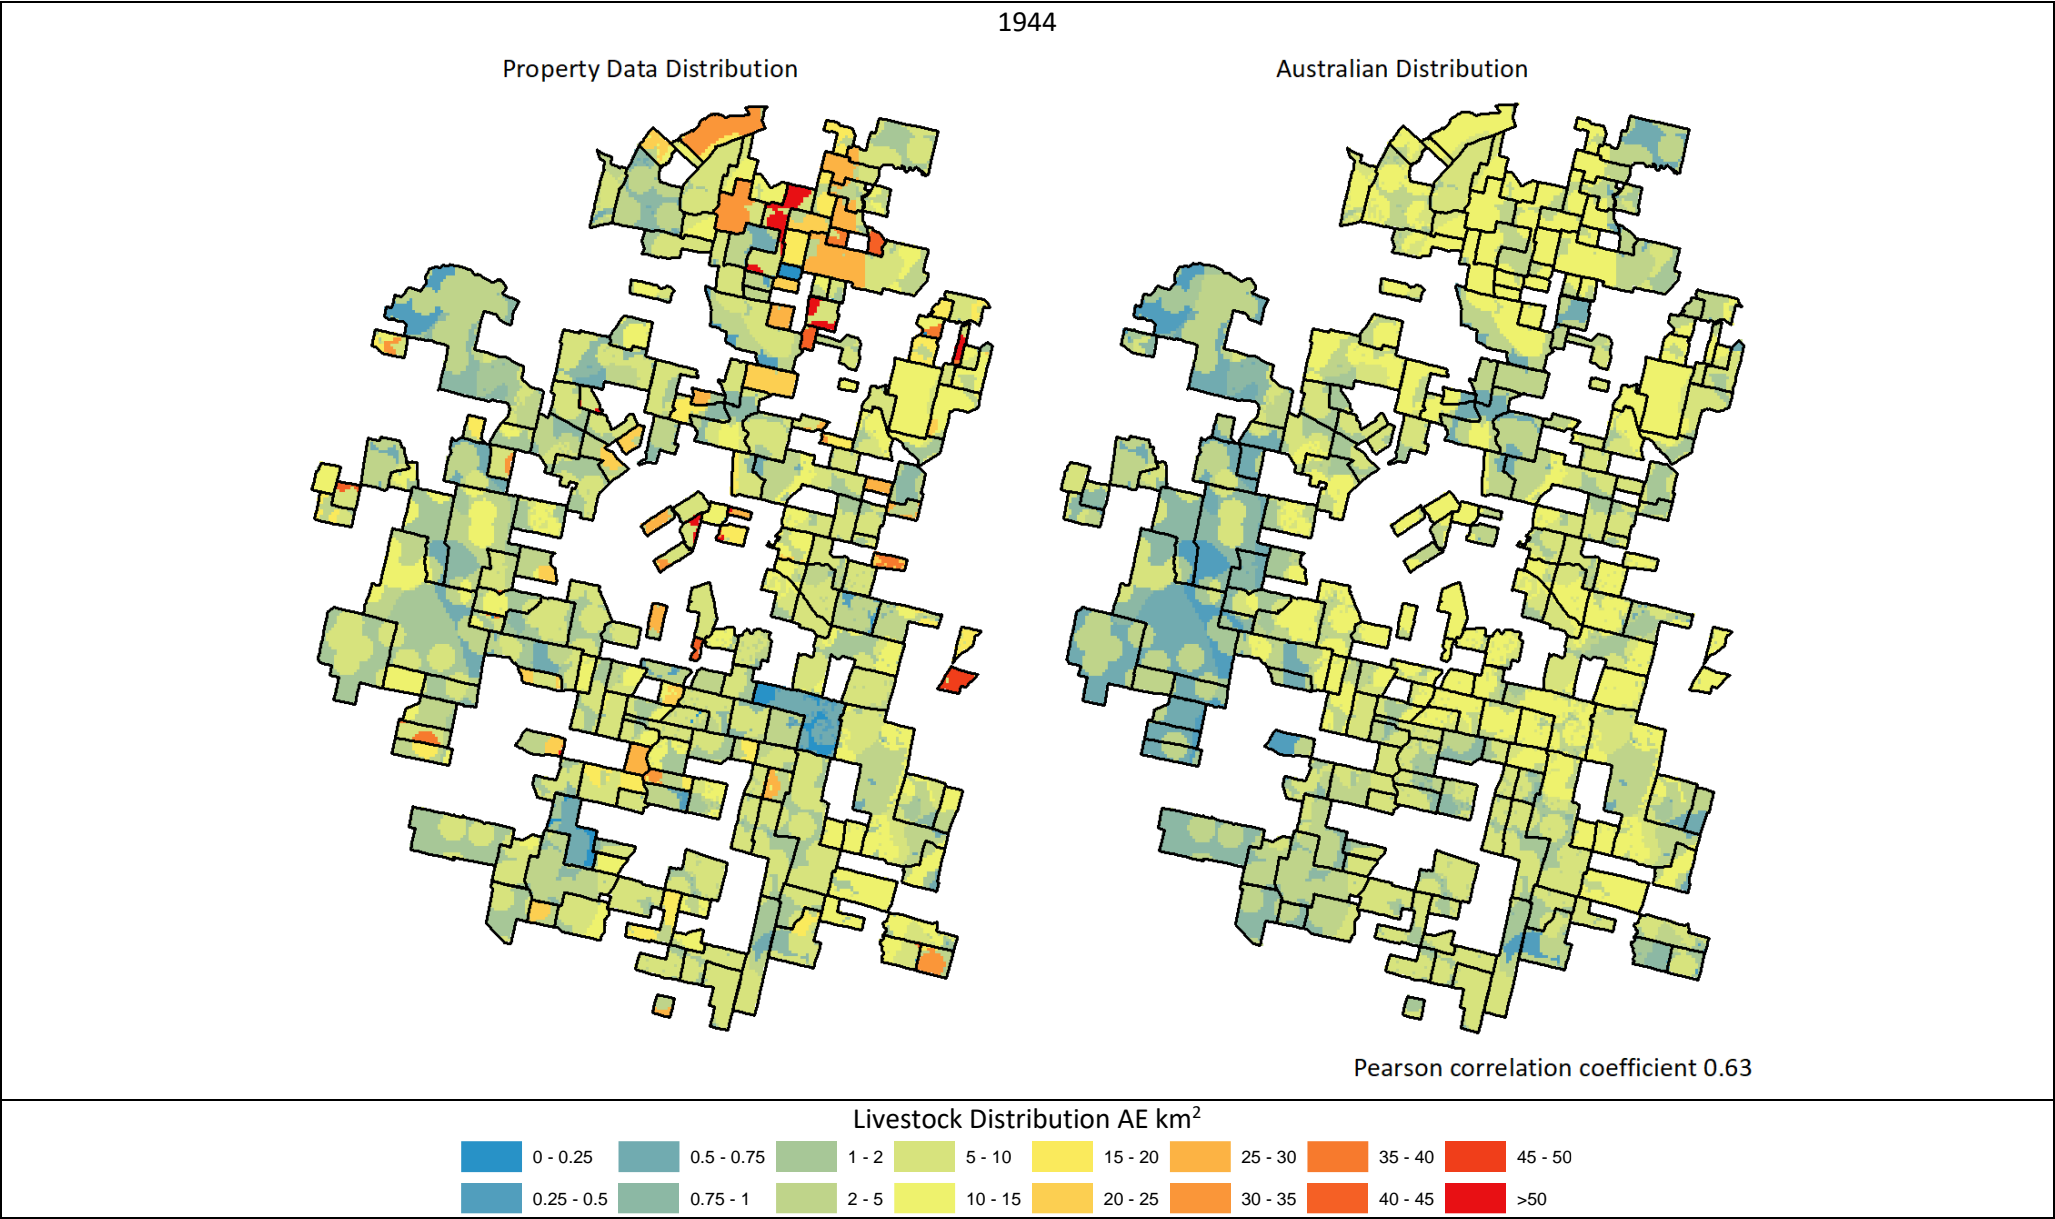 1944
Property Data Distribution
Australian Distribution
Pearson correlation coefficient 0.63
Livestock Distribution AE km²
0 - 0.25
0.5 - 0.75
1 - 2
5 - 10
15 - 20
25 - 30
35 - 40
45 - 50
0.25 - 0.5
0.75 - 1
2 - 5
10 - 15
20 - 25
30 - 35
40 - 45
>50